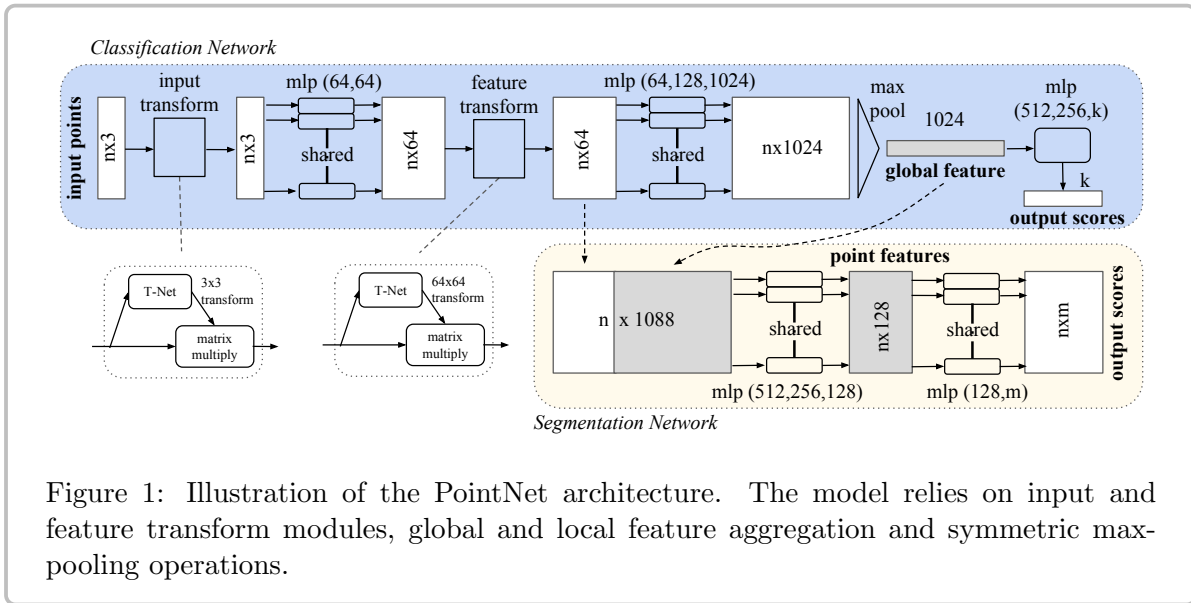 Classification Network
input points
nx3
input
transform
nx3
mlp (64,64)
shared
nx64
feature
transform
nx64
mlp (64,128,1024)
shared
nx1024
max
pool
1024
global feature
mlp
(512,256,k)
k
output scores
T-Net
3x3
transform
matrix
multiply
T-Net
64x64
transform
matrix
multiply
point features
n x 1088
shared
mlp (512,256,128)
nx128
shared
mlp (128,m)
nxm
output scores
Segmentation Network
Figure 1: Illustration of the PointNet architecture. The model relies on input and
feature transform modules, global and local feature aggregation and symmetric max-
pooling operations.